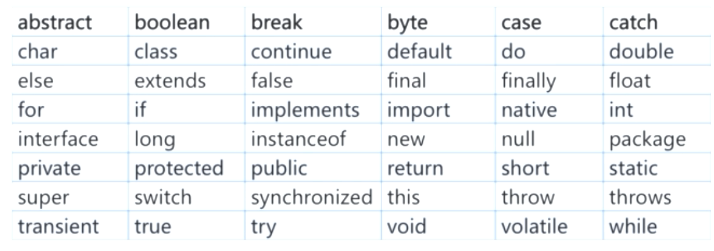 abstract boolean break byte case catch
char class continue default do double
else extends false final finally float
for if implements import native int
interface long instanceof new null package
private protected public return short static
super switch synchronized this throw throws
transient true try void volatile while